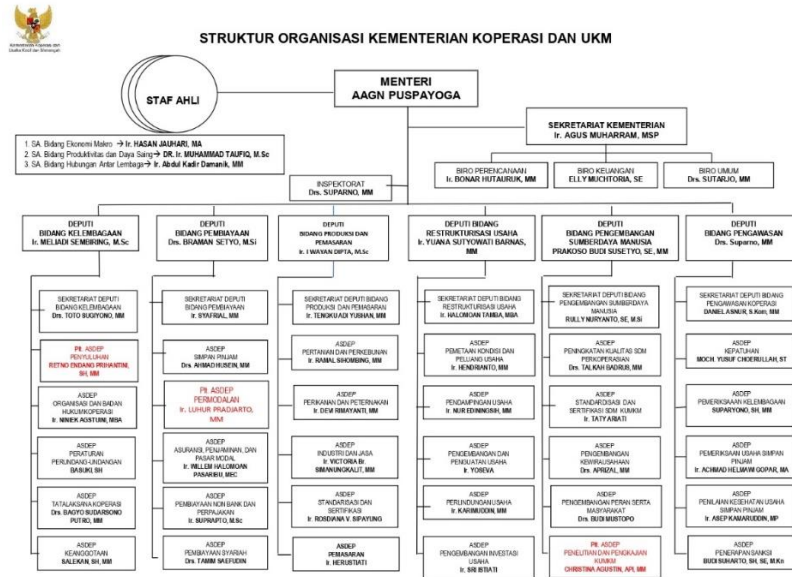 Kementerian Koperasi dan
Usaha Kecil dan Menengah
STRUKTUR ORGANISASI KEMENTERIAN KOPERASI DAN UKM
STAF AHLI
MENTERI
AAGN PUSPAYOGA
SEKRETARIAT KEMENTERIAN
Ir. AGUS MUHARRAM, MSP
1. SA. Bidang Ekonomi Makro → Ir. HASAN JAUHARI, MA
2. SA. Bidang Produktivitas dan Daya Saing → DR. Ir. MUHAMMAD TAUFIQ, M.Sc
3. SA. Bidang Hubungan Antar Lembaga → Ir. Abdul Kadir Damanik, MM
BIRO PERENCANAAN
Ir. BONAR HUTAURUK, MM
BIRO KEUANGAN
ELLY MUCHTORIA, SE
BIRO UMUM
Drs. SUTARJO, MM
INSPEKTORAT
Drs. SUPARNO, MM
DEPUTI
BIDANG KELEMBAGAAN
Ir. MELIADI SEMBIRING, M.Sc
DEPUTI
BIDANG PEMBIAYAAN
Drs. BRAMAN SETYO, M.Si
DEPUTI
BIDANG PRODUKSI DAN
PEMASARAN
Ir. I WAYAN DIPTA, M.Sc
DEPUTI BIDANG
RESTRUKTURISASI USAHA
Ir. YUANA SUTYOWATI BARNAS,
MM
DEPUTI
BIDANG PENGEMBANGAN
SUMBERDAYA MANUSIA
PRAKOSO BUDI SUSETYO, SE, MM
DEPUTI
BIDANG PENGAWASAN
Drs. Suparno, MM
SEKRETARIS DEPUTI
BIDANG KELEMBAGAAN
Drs. TOTO SUGIYONO, MM
SEKRETARIAT DEPUTI
BIDANG PEMBIAYAAN
Ir. SYAFRIAL, MM
SEKRETARIAT DEPUTI BIDANG
PRODUKSI DAN PEMASARAN
Ir. TENGKU ADI YUSHAN, MM
SEKRETARIAT DEPUTI BIDANG
RESTRUKTURISASI USAHA
Ir. HALOMOAN TAMBA, MBA
SEKRETARIAT DEPUTI BIDANG
PENGEMBANGAN SUMBERDAYA
MANUSIA
RULLY NURYANTO, SE, M.Si
SEKRETARIAT DEPUTI BIDANG
PENGAWASAN KOPERASI
DANIEL ASNUR, S.Kom, MM
Plt. ASDEP
PENYULUHAN
RETNO ENDANG PRIHANTINI,
SH, MM
ASDEP
SIMPAN PINJAM
Drs. AHMAD HUSEIN, MM
ASDEP
PERTANIAN DAN PERKEBUNAN
Ir. RAMAL SIHOMBING, MM
ASDEP
PEMETAAN KONDISI DAN
PELUANG USAHA
Ir. HENDRIANTO, MM
ASDEP
PENINGKATAN KUALITAS SDM
PERKOPERASIAN
Drs. TALKAH BADRUS, MM
ASDEP
KEPATUHAN
MOCH. YUSUF CHOERULLAH, ST
ASDEP
ORGANISASI DAN BADAN
HUKUM KOPERASI
Ir. NINIEK AGSTUINI, MBA
Plt. ASDEP
PERMODALAN
Ir. LUHUR PRADJARTO,
MM
ASDEP
PERIKANAN DAN PETERNAKAN
Ir. DEWI RIMAYANTI, MM
ASDEP
PENDAMPINGAN USAHA
Ir. NUR EDININGSIH, MM
ASDEP
STANDARDISASI DAN
SERTIFIKASI SDM KUMKM
Ir. TATY ARIATI
ASDEP
PEMERIKSAAN KELEMBAGAAN
SUPARYONO, SH, MM
ASDEP
PERATURAN
PERUNDANG-UNDANGAN
BASUKI, SH
ASDEP
ASURANSI, PENJAMINAN, DAN
PASAR MODAL
Ir. WILLEM HALOMOAN
PASARIBU, MEC
ASDEP
INDUSTRI DAN JASA
Ir. VICTORIA Br.
SIMANUNGKALIT, MM
ASDEP
PENGEMBANGAN DAN
PENGUATAN USAHA
Ir. YOSEVA
ASDEP
PENGEMBANGAN
KEWIRAUSAHAAN
Drs. APRIZAL, MM
ASDEP
PEMERIKSAAN USAHA SIMPAN
PINJAM
Ir. ACHMAD HELMAWI GOPAR, MA
ASDEP
TATALAKSANA KOPERASI
Drs. BAGYO SUDARSONO
PUTRO, MM
ASDEP
PEMBIAYAAN NON BANK DAN
PERPAJAKAN
Ir. SUPRAPTO, M.Sc
ASDEP
STANDARISASI DAN
SERTIFIKASI
Ir. ROSDIANA V. SIPAYUNG
ASDEP
PERLINDUNGAN USAHA
Ir. KARIMUDDIN, MM
ASDEP
PENGEMBANGAN PERAN SERTA
MASYARAKAT
Drs. BUDI MUSTOPO
ASDEP
PENILAIAN KESEHATAN USAHA
SIMPAN PINJAM
Ir. ASEP KAMARUDDIN, MP
ASDEP
KEANGGOTAAN
SALEKAN, SH, MM
ASDEP
PEMBIAYAAN SYARIAH
Drs. TAMIM SAEFUDIN
ASDEP
PEMASARAN
Ir. HERUSTIATI
ASDEP
PENGEMBANGAN INVESTASI
USAHA
Ir. SRI ISTIATI
Plt. ASDEP
PENELITIAN DAN PENGKAJIAN
KUMKM
CHRISTINA AGUSTIN, API, MM
ASDEP
PENERAPAN SANKSI
BUDI SUHARTO, SH, SE, M.Kn